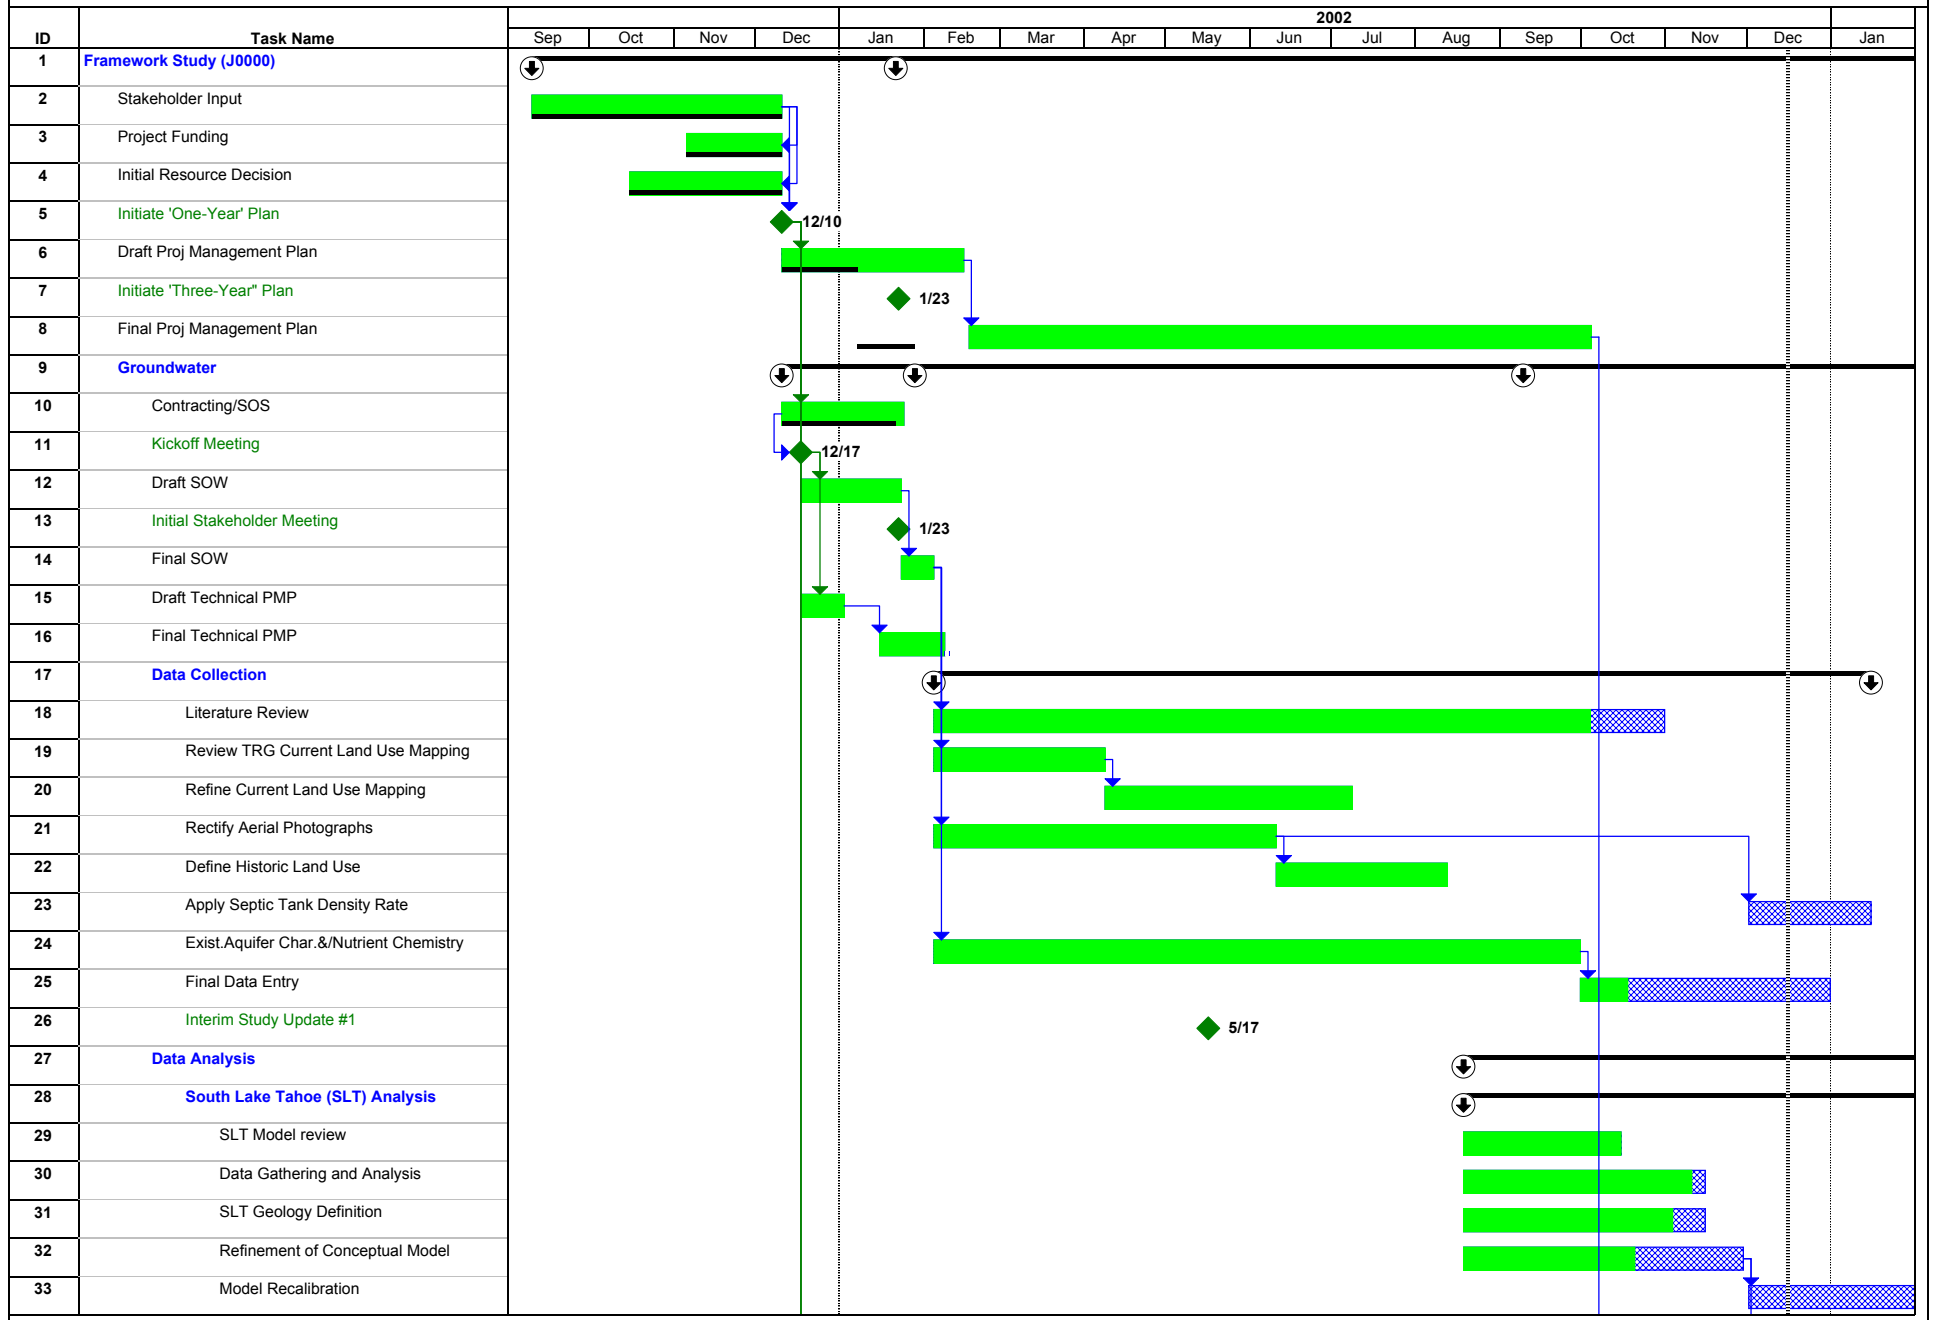 2002
ID Task Name Sep Oct Nov Dec Jan Feb Mar Apr May Jun Jul Aug Sep Oct Nov Dec Jan
1 Framework Study (J0000)
2 Stakeholder Input
3 Project Funding
4 Initial Resource Decision
5 Initiate 'One-Year' Plan 12/10
6 Draft Proj Management Plan
7 Initiate 'Three-Year" Plan 1/23
8 Final Proj Management Plan
9 Groundwater
10 Contracting/SOS
11 Kickoff Meeting 12/17
12 Draft SOW
13 Initial Stakeholder Meeting 1/23
14 Final SOW
15 Draft Technical PMP
16 Final Technical PMP
17 Data Collection
18 Literature Review
19 Review TRG Current Land Use Mapping
20 Refine Current Land Use Mapping
21 Rectify Aerial Photographs
22 Define Historic Land Use
23 Apply Septic Tank Density Rate
24 Exist.Aquifer Char.&/Nutrient Chemistry
25 Final Data Entry
26 Interim Study Update #1 5/17
27 Data Analysis
28 South Lake Tahoe (SLT) Analysis
29 SLT Model review
30 Data Gathering and Analysis
31 SLT Geology Definition
32 Refinement of Conceptual Model
33 Model Recalibration